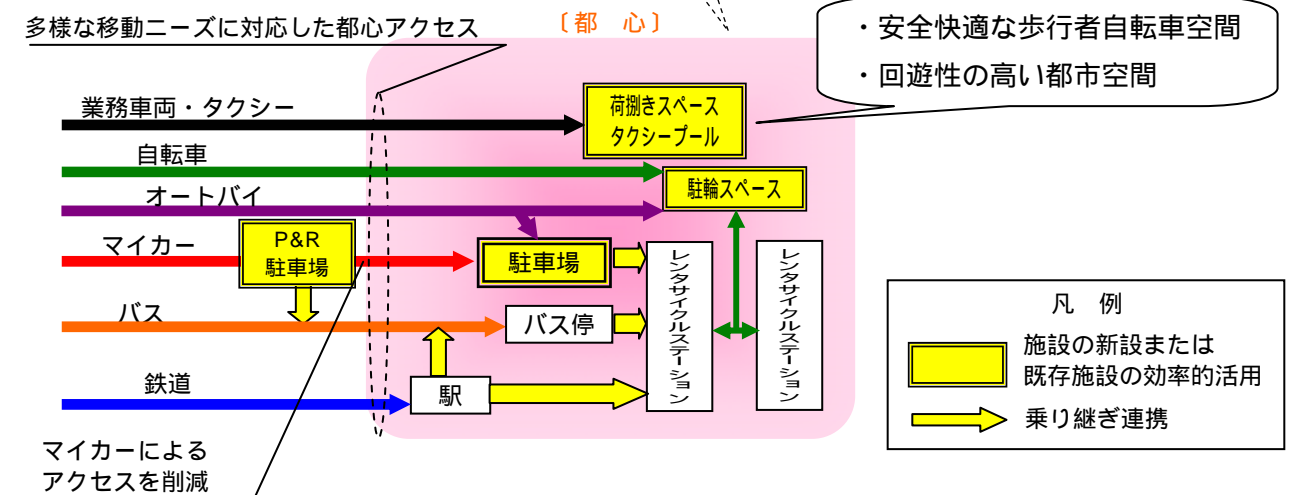 多様な移動ニーズに対応した都心アクセス
〔都 心〕
・安全快適な歩行者自転車空間
・回遊性の高い都市空間
業務車両・タクシー
荷捌きスペース
タクシープール
自転車
駐輪スペース
オートバイ
マイカー
P&R
駐車場
駐車場
レンタサイクルステーション
レンタサイクルステーション
バス
バス停
鉄道
駅
マイカーによる
アクセスを削減
凡 例
施設の新設または
既存施設の効率的活用
乗り継ぎ連携